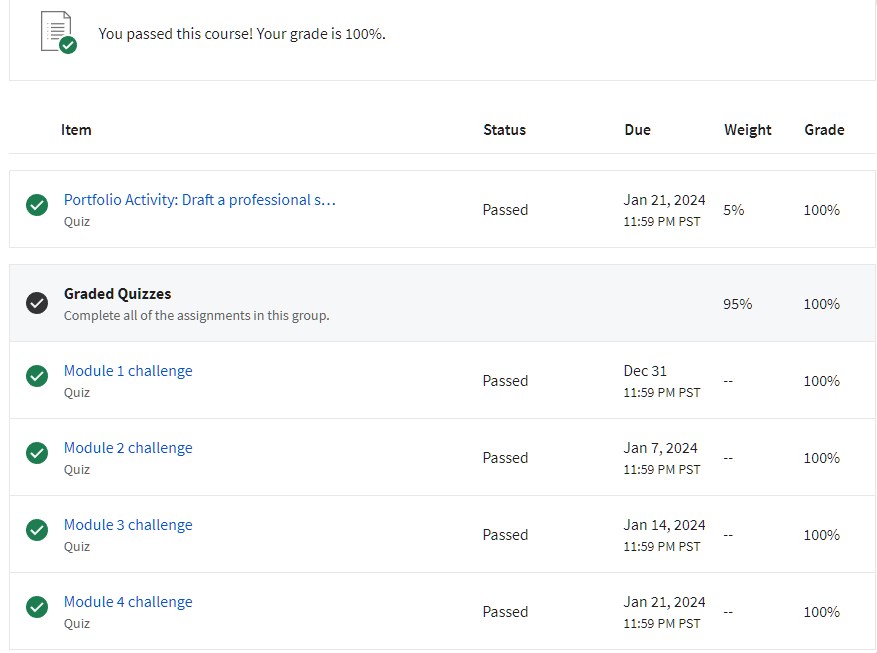 You passed this course! Your grade is 100%.
Item Status Due Weight Grade
Portfolio Activity: Draft a professional s... Passed Jan 21, 2024 5% 100%
Quiz 11:59 PM PST
Graded Quizzes 95% 100%
Complete all of the assignments in this group.
Module 1 challenge Passed Dec 31 -- 100%
Quiz 11:59 PM PST
Module 2 challenge Passed Jan 7, 2024 -- 100%
Quiz 11:59 PM PST
Module 3 challenge Passed Jan 14, 2024 -- 100%
Quiz 11:59 PM PST
Module 4 challenge Passed Jan 21, 2024 -- 100%
Quiz 11:59 PM PST